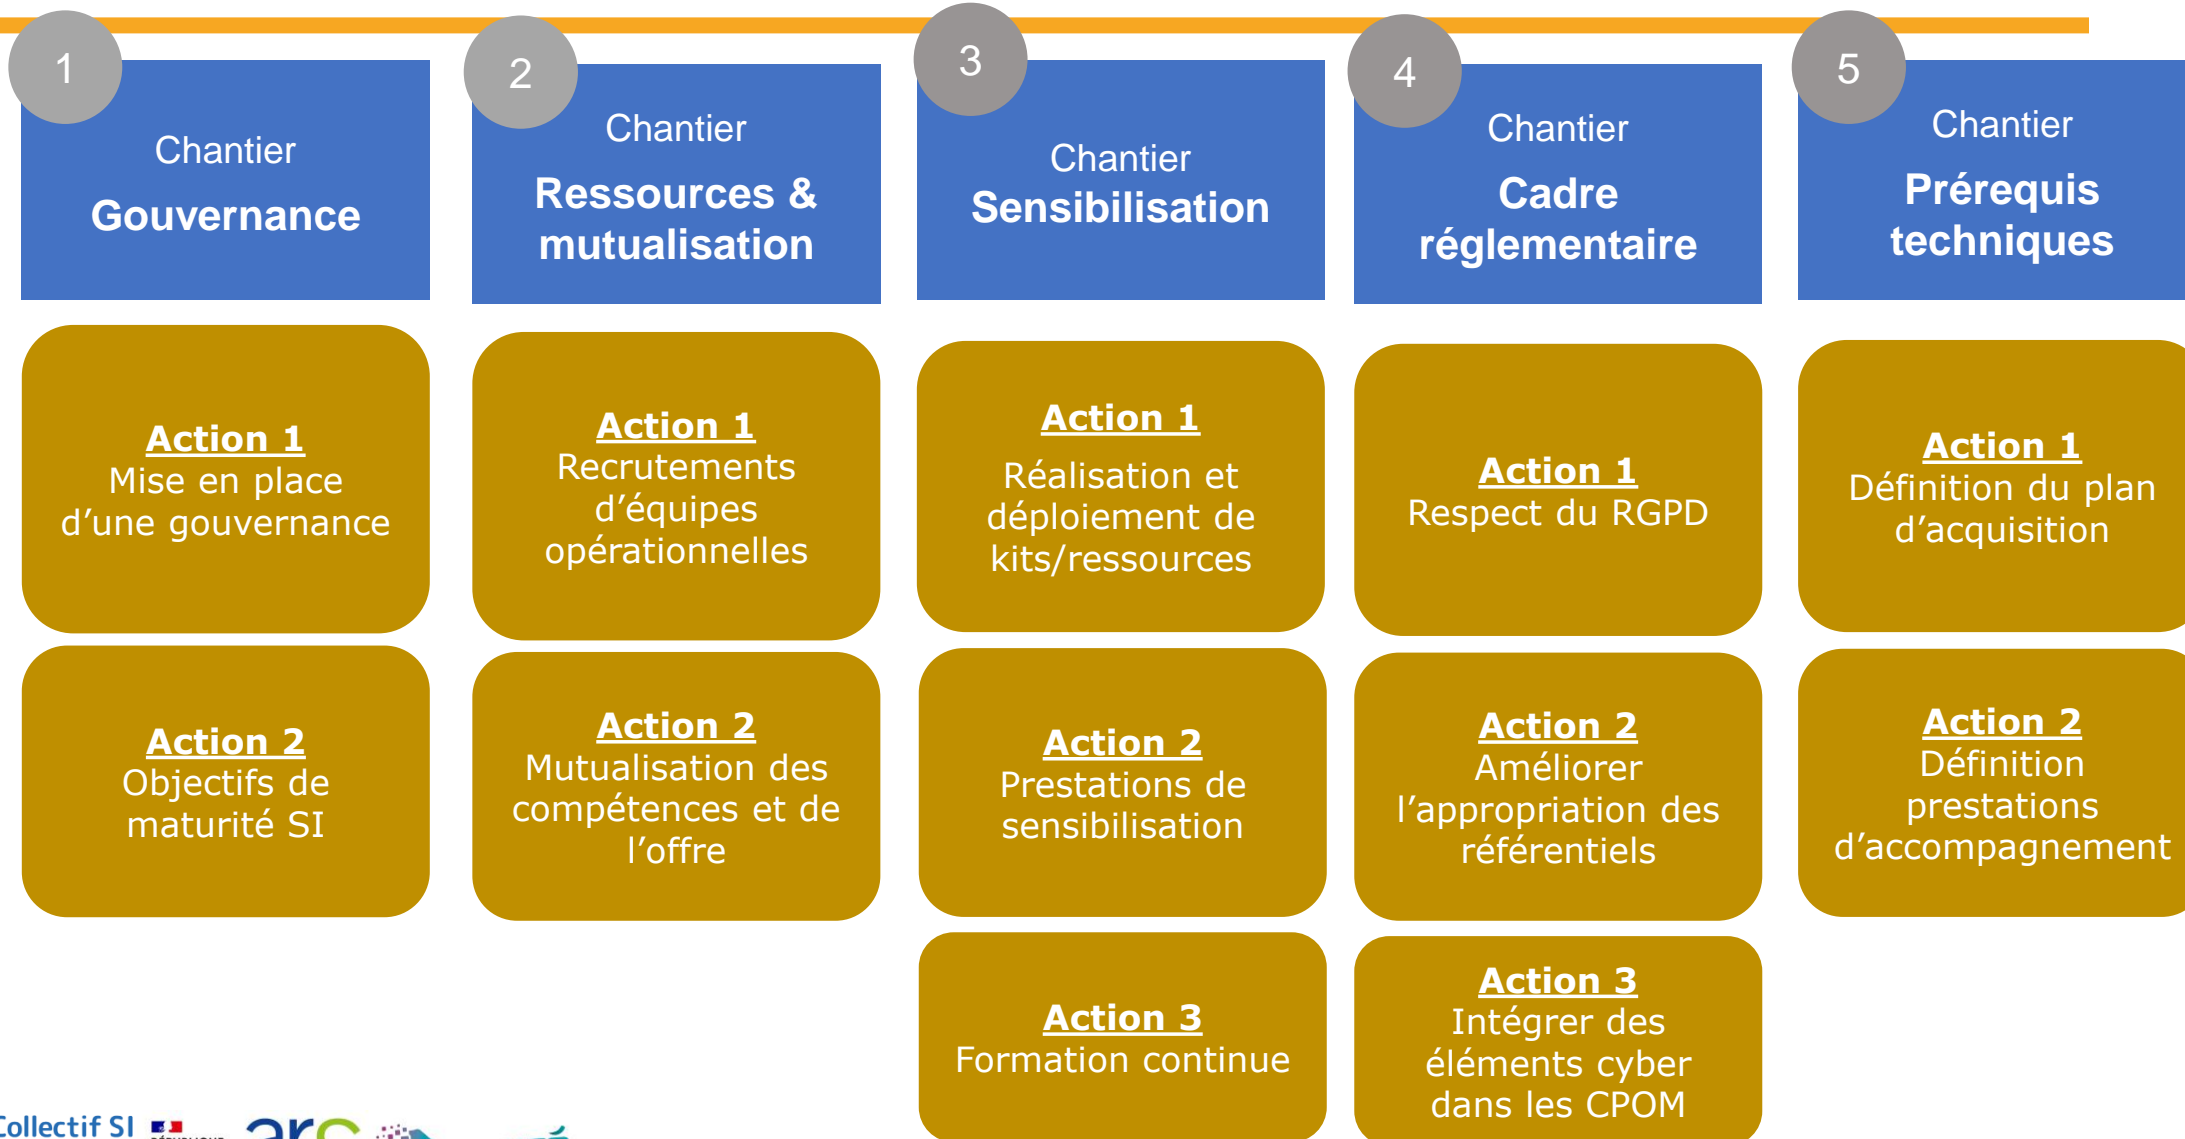 1
Chantier
Gouvernance
Action 1
Mise en place
d’une gouvernance
Action 2
Objectifs de
maturité SI
2
Chantier
Ressources &
mutualisation
Action 1
Recrutements
d’équipes
opérationnelles
Action 2
Mutualisation des
compétences et de
l’offre
3
Chantier
Sensibilisation
Action 1
Réalisation et
déploiement de
kits/ressources
Action 2
Prestations de
sensibilisation
Action 3
Formation continue
4
Chantier
Cadre
réglementaire
Action 1
Respect du RGPD
Action 2
Améliorer
l’appropriation des
référentiels
Action 3
Intégrer des
éléments cyber
dans les CPOM
5
Chantier
Prérequis
techniques
Action 1
Définition du plan
d’acquisition
Action 2
Définition
prestations
d’accompagnement
Collectif SI
ars